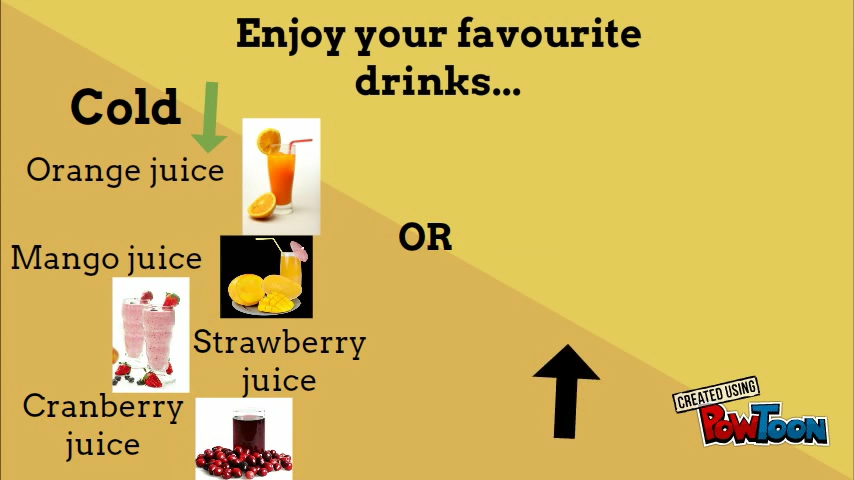 Enjoy your favourite
drinks...
Cold
Orange juice
OR
Mango juice
Strawberry
juice
Cranberry
juice
CREATED USING
POWTOON